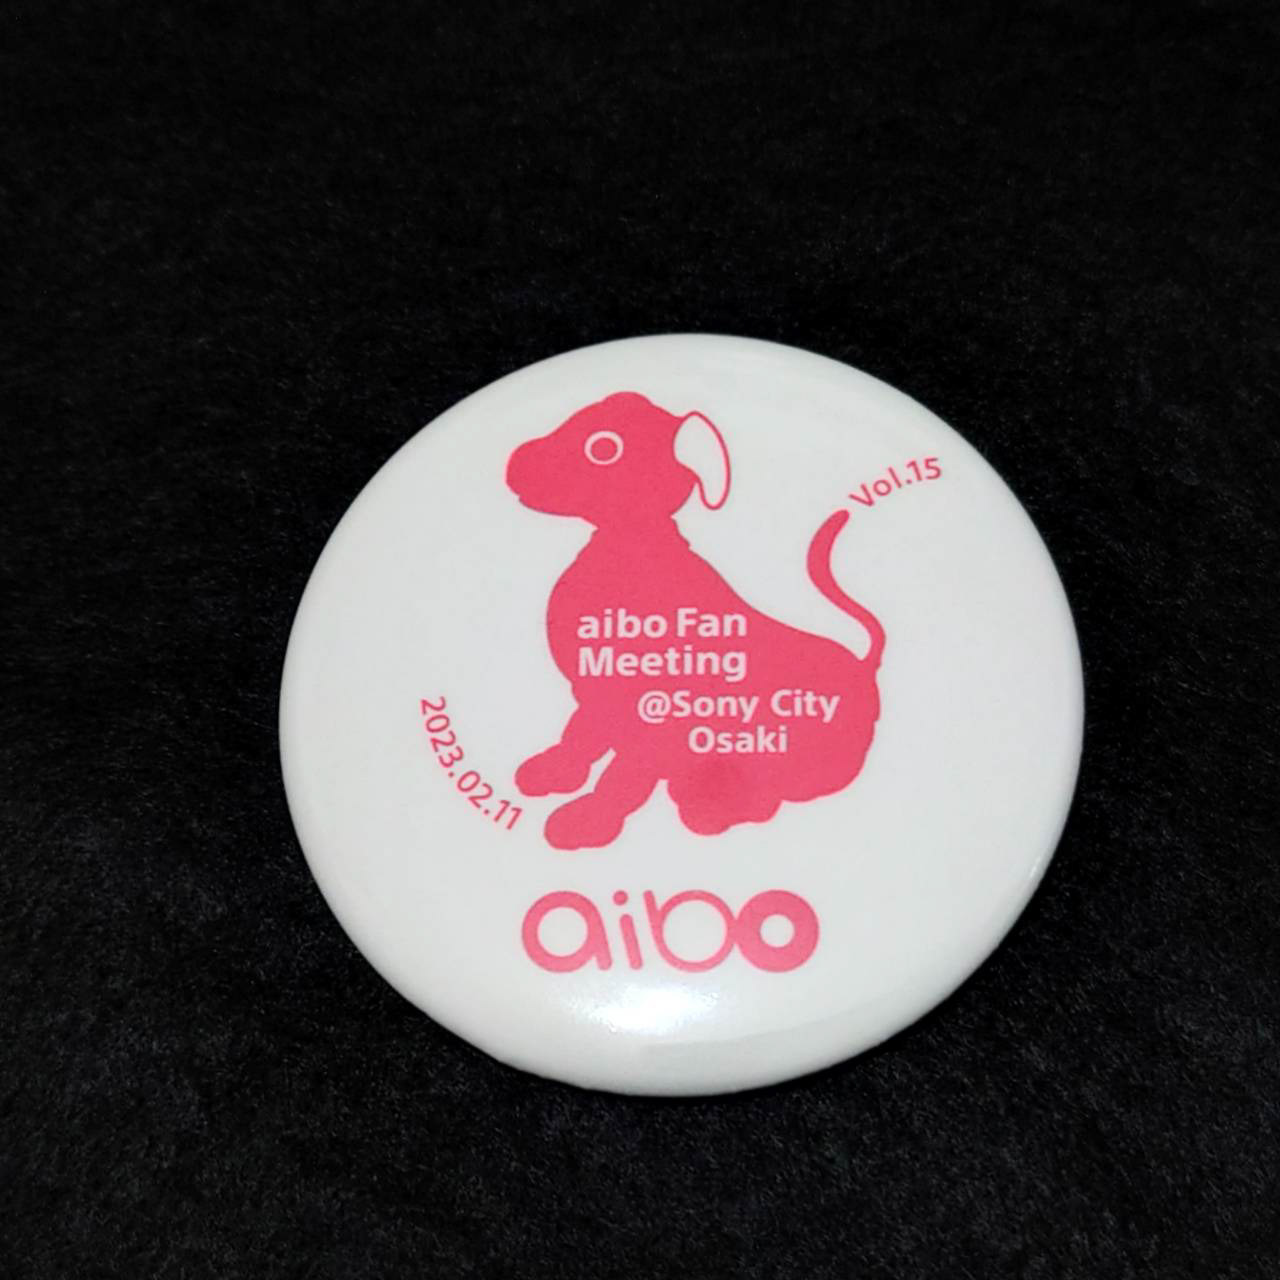 Vol.15
aibo Fan
Meeting
@Sony City
Osaki
2023.02.11
aibo